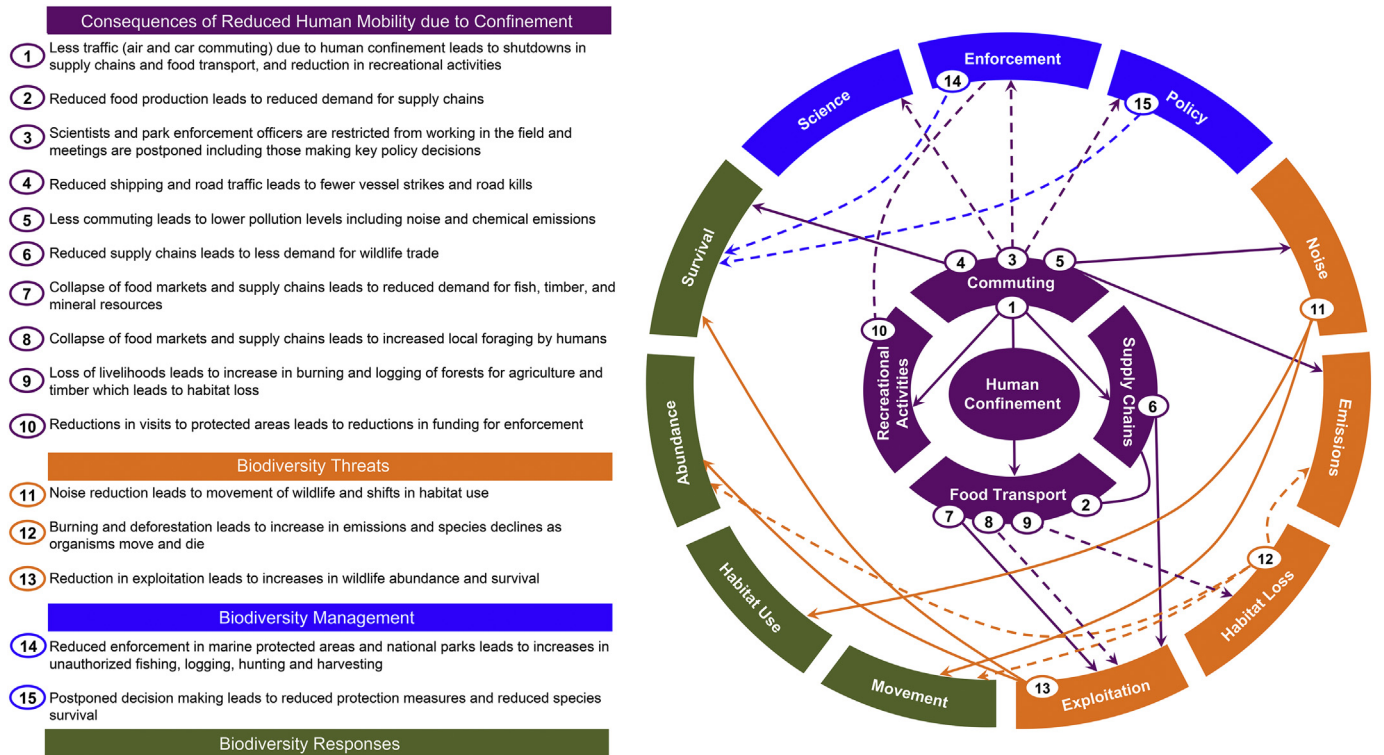 Consequences of Reduced Human Mobility due to Confinement
1
Less traffic (air and car commuting) due to human confinement leads to shutdowns in
supply chains and food transport, and reduction in recreational activities
2
Reduced food production leads to reduced demand for supply chains
3
Scientists and park enforcement officers are restricted from working in the field and
meetings are postponed including those making key policy decisions
4
Reduced shipping and road traffic leads to fewer vessel strikes and road kills
5
Less commuting leads to lower pollution levels including noise and chemical emissions
6
Reduced supply chains leads to less demand for wildlife trade
7
Collapse of food markets and supply chains leads to reduced demand for fish, timber, and
mineral resources
8
Collapse of food markets and supply chains leads to increased local foraging by humans
9
Loss of livelihoods leads to increase in burning and logging of forests for agriculture and
timber which leads to habitat loss
10
Reductions in visits to protected areas leads to reductions in funding for enforcement
Biodiversity Threats
11
Noise reduction leads to movement of wildlife and shifts in habitat use
12
Burning and deforestation leads to increase in emissions and species declines as
organisms move and die
13
Reduction in exploitation leads to increases in wildlife abundance and survival
Biodiversity Management
14
Reduced enforcement in marine protected areas and national parks leads to increases in
unauthorized fishing, logging, hunting and harvesting
15
Postponed decision making leads to reduced protection measures and reduced species
survival
Biodiversity Responses
Enforcement
14
Science
Policy
15
Survival
Noise
11
4
3
5
Commuting
1
10
Recreational
Activities
Human
Confinement
Supply Chains
6
Abundance
Emissions
Food Transport
2
7
8
9
Habitat Use
12
Habitat Loss
Movement
13
Exploitation